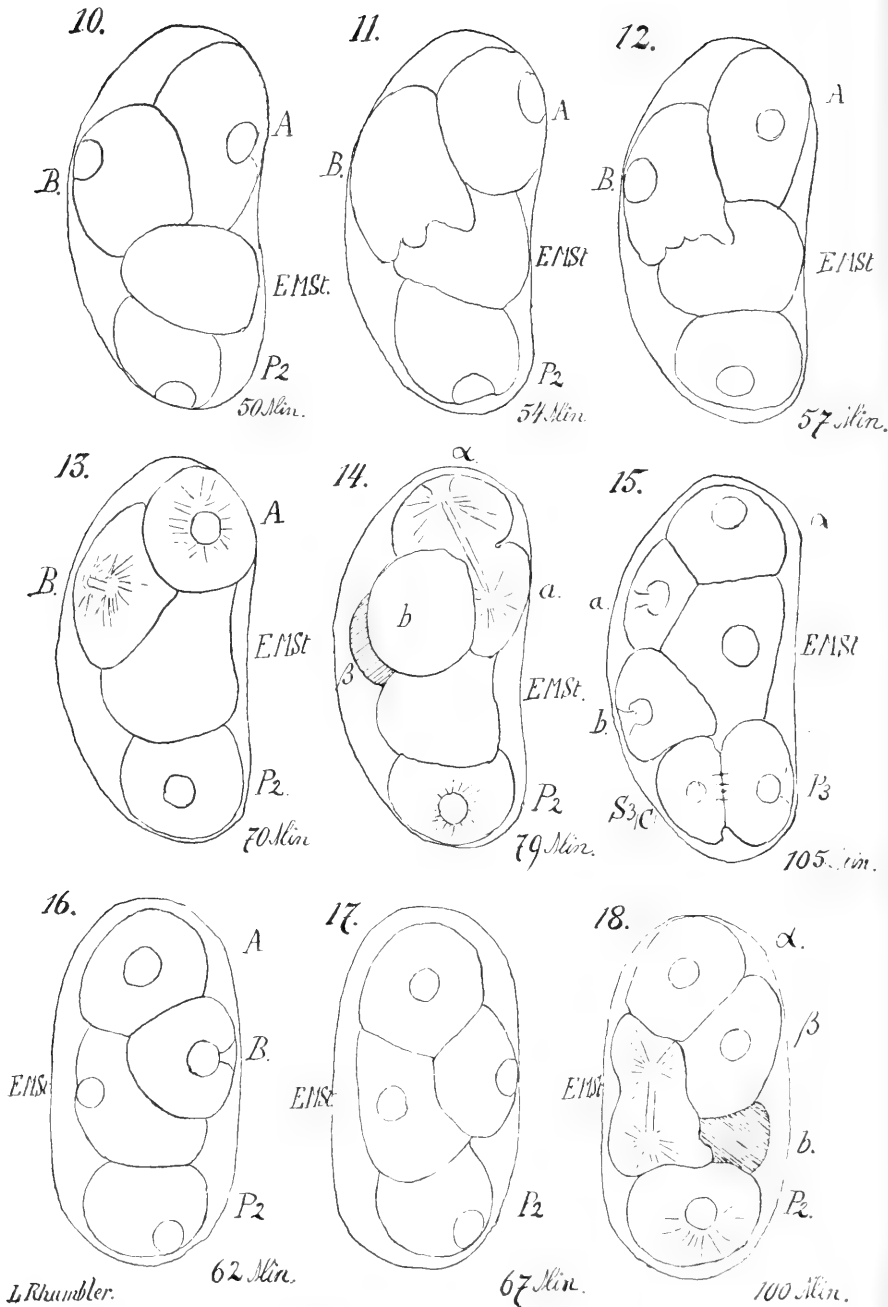 10.
A
B.
EMSt.
P2
50 Min.
11.
A
B.
EMSt
P2
54 Min.
12.
A
B.
EMSt
57 Min.
13.
A
B.
EMSt
P2.
70 Min
14.
α.
a.
b
β
EMSt.
P2
79 Min.
15.
α
a.
EMSt
b.
S3/C.
P3
105 Min.
16.
A
B.
EMSt
P2
62 Min.
17.
EMSt
P2
67 Min.
18.
α.
β
EMSt
b.
P2.
100 Min.
L Rhumbler.